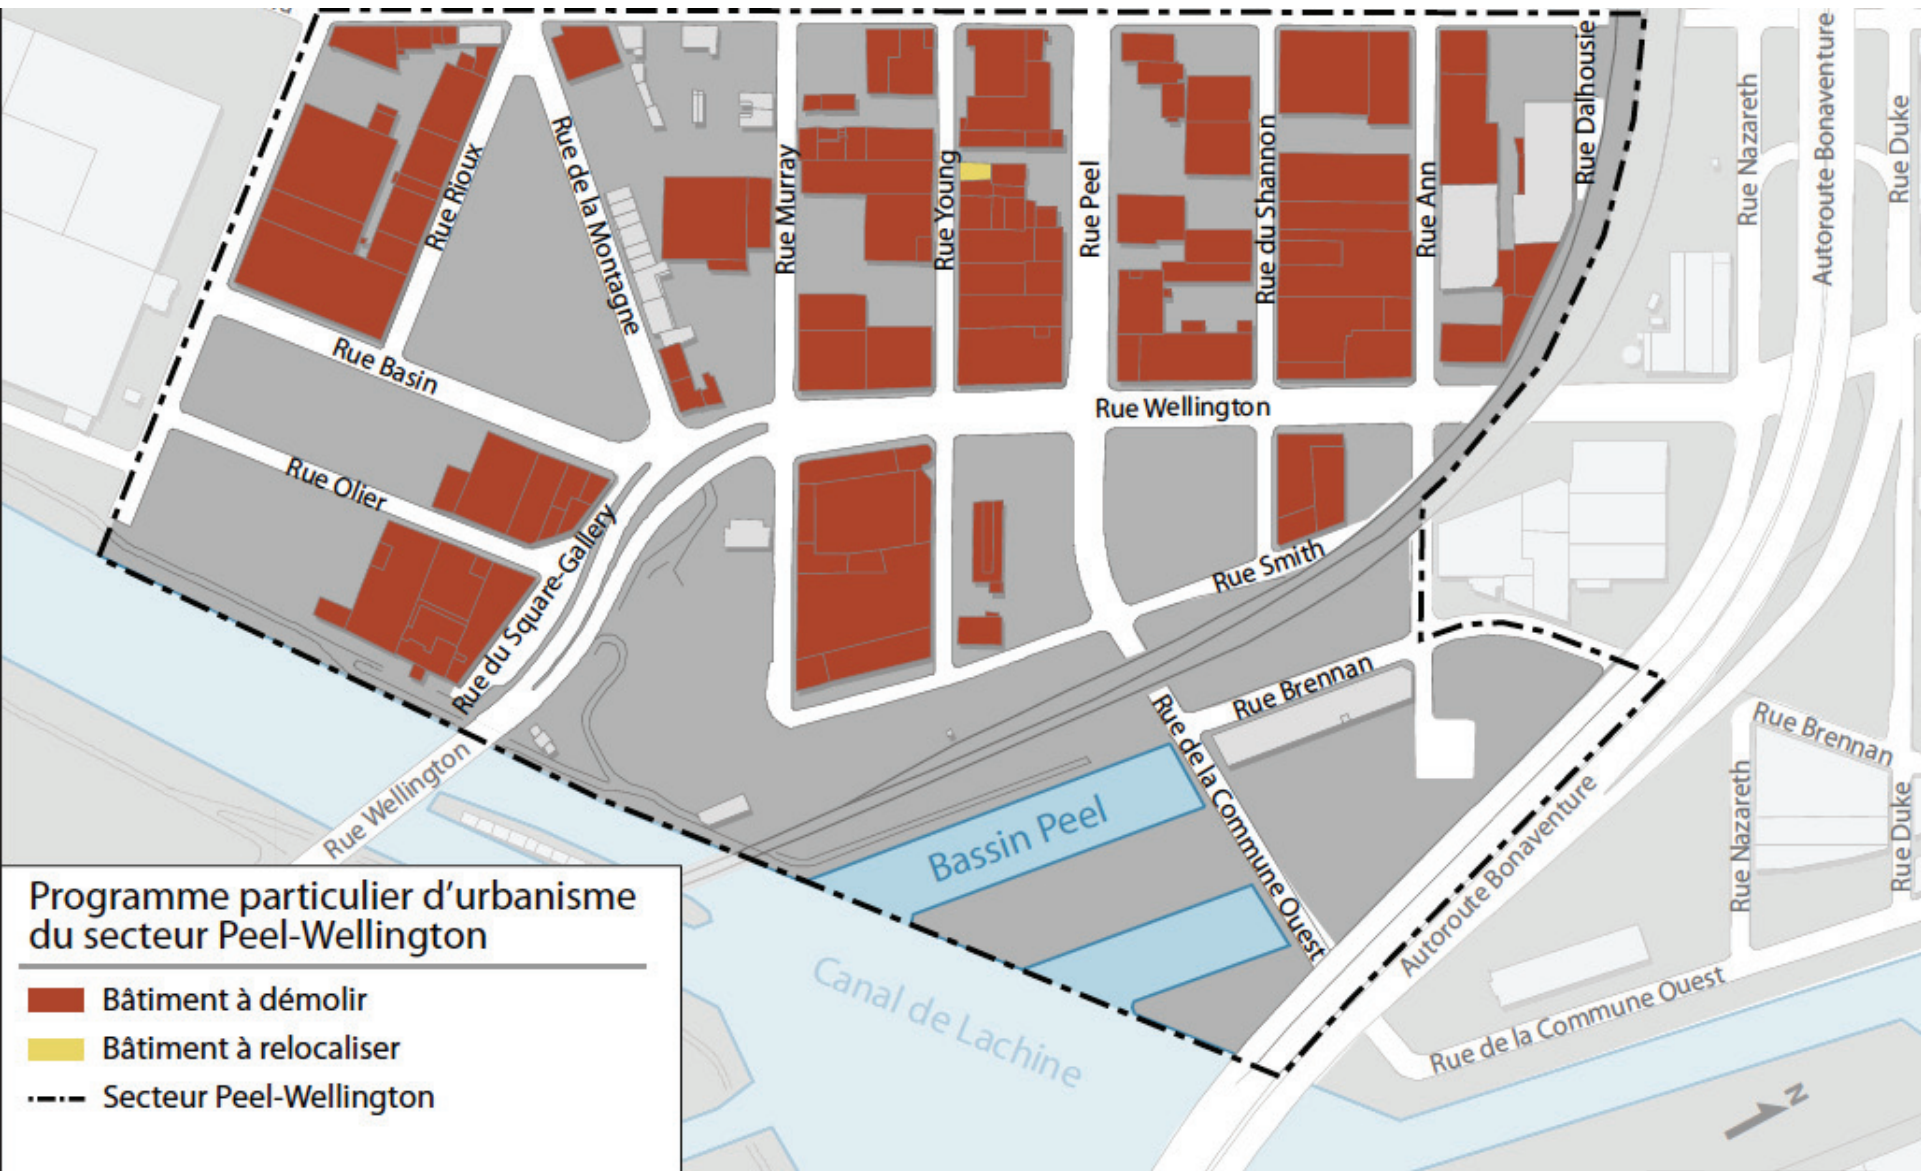 Rue Rioux
Rue de la Montagne
Rue Murray
Rue Young
Rue Peel
Rue du Shannon
Rue Ann
Rue Dalhousie
Rue Nazareth
Autoroute Bonaventure
Rue Duke
Rue Basin
Rue Wellington
Rue Olier
Rue du Square-Gallery
Rue Smith
Rue Brennan
Rue de la Commune Ouest
Rue Wellington
Bassin Peel
Autoroute Bonaventure
Rue Brennan
Rue Nazareth
Rue Duke
Canal de Lachine
Rue de la Commune Ouest
N
Programme particulier d'urbanisme
du secteur Peel-Wellington
Bâtiment à démolir
Bâtiment à relocaliser
Secteur Peel-Wellington